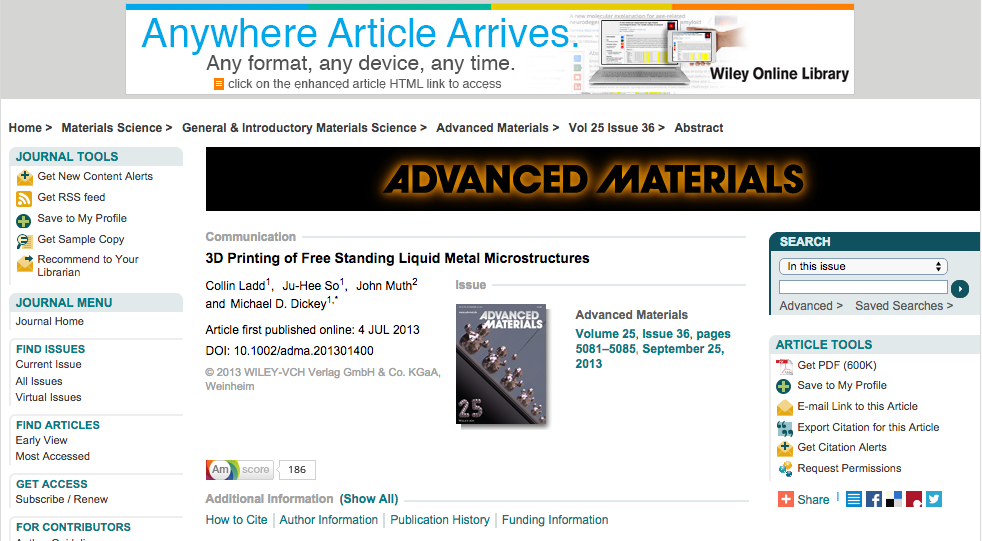 Anywhere Article Arrives.
Any format, any device, any time.
click on the enhanced article HTML link to access
Wiley Online Library
Home > Materials Science > General & Introductory Materials Science > Advanced Materials > Vol 25 Issue 36 > Abstract
JOURNAL TOOLS
Get New Content Alerts
Get RSS feed
Save to My Profile
Get Sample Copy
Recommend to Your
Librarian
JOURNAL MENU
Journal Home
FIND ISSUES
Current Issue
All Issues
Virtual Issues
FIND ARTICLES
Early View
Most Accessed
GET ACCESS
Subscribe / Renew
FOR CONTRIBUTORS
ADVANCED MATERIALS
Communication
3D Printing of Free Standing Liquid Metal Microstructures
Collin Ladd1, Ju-Hee So1, John Muth2
and Michael D. Dickey1,*
Article first published online: 4 JUL 2013
DOI: 10.1002/adma.201301400
© 2013 WILEY-VCH Verlag GmbH & Co. KGaA,
Weinheim
Issue
ADVANCED
MATERIALS
25
Advanced Materials
Volume 25, Issue 36, pages
5081–5085, September 25,
2013
Am score 186
Additional Information (Show All)
How to Cite | Author Information | Publication History | Funding Information
SEARCH
In this issue
Advanced > Saved Searches >
ARTICLE TOOLS
Get PDF (600K)
Save to My Profile
E-mail Link to this Article
Export Citation for this Article
Get Citation Alerts
Request Permissions
Share